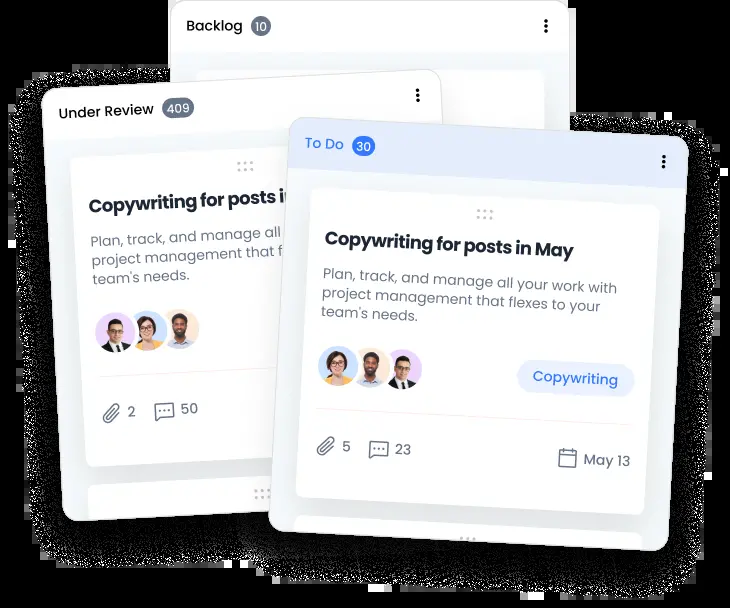 Backlog 10
Under Review 409
Copywriting for posts i
Plan, track, and manage all
project management that f
team's needs.
2 50
To Do 30
Copywriting for posts in May
Plan, track, and manage all your work with
project management that flexes to your
team's needs.
Copywriting
5 23 May 13